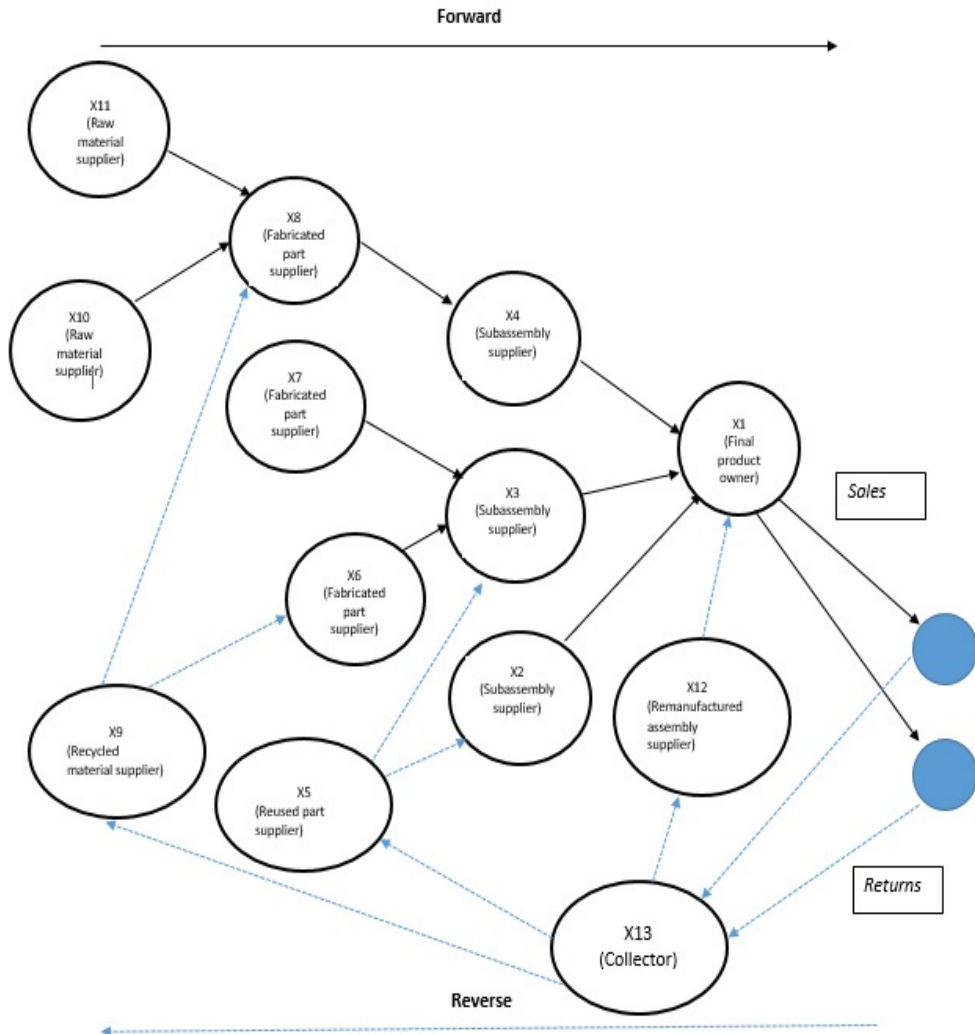 Forward
X11
(Raw
material
supplier)
X8
(Fabricated
part
supplier)
X10
(Raw
material
supplier)
X4
(Subassembly
supplier)
X7
(Fabricated
part
supplier)
X1
(Final
product
owner)
X3
(Subassembly
supplier)
Sales
X6
(Fabricated
part
supplier)
X2
(Subassembly
supplier)
X12
(Remanufactured
assembly
supplier)
X9
(Recycled
material supplier)
X5
(Reused part
supplier)
Returns
X13
(Collector)
Reverse